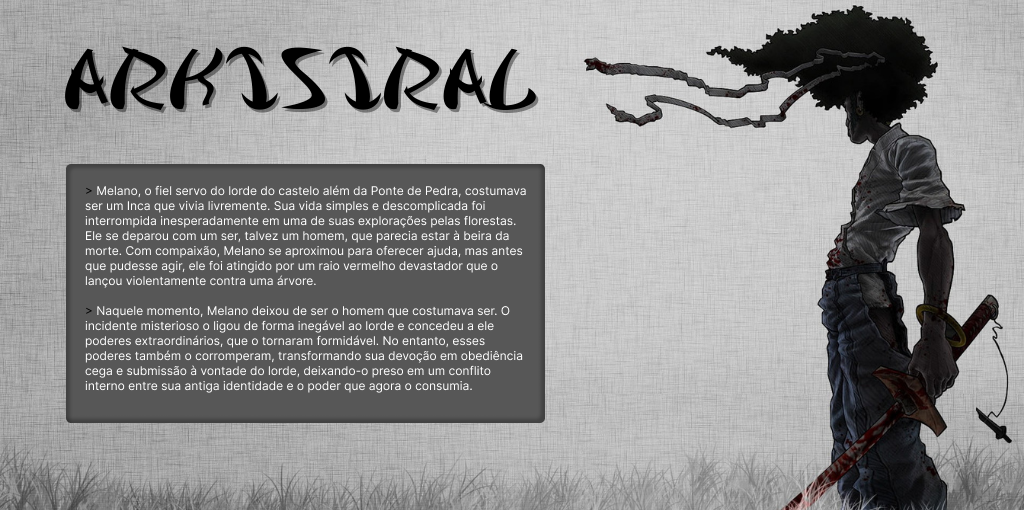 ARKISIRAL
> Melano, o fiel servo do lorde do castelo além da Ponte de Pedra, costumava
ser um Inca que vivia livremente. Sua vida simples e descomplicada foi
interrompida inesperadamente em uma de suas explorações pelas florestas.
Ele se deparou com um ser, talvez um homem, que parecia estar à beira da
morte. Com compaixão, Melano se aproximou para oferecer ajuda, mas antes
que pudesse agir, ele foi atingido por um raio vermelho devastador que o
lançou violentamente contra uma árvore.
> Naquele momento, Melano deixou de ser o homem que costumava ser. O
incidente misterioso o ligou de forma inegável ao lorde e concedeu a ele
poderes extraordinários, que o tornaram formidável. No entanto, esses
poderes também o corromperam, transformando sua devoção em obediência
cega e submissão à vontade do lorde, deixando-o preso em um conflito
interno entre sua antiga identidade e o poder que agora o consumia.